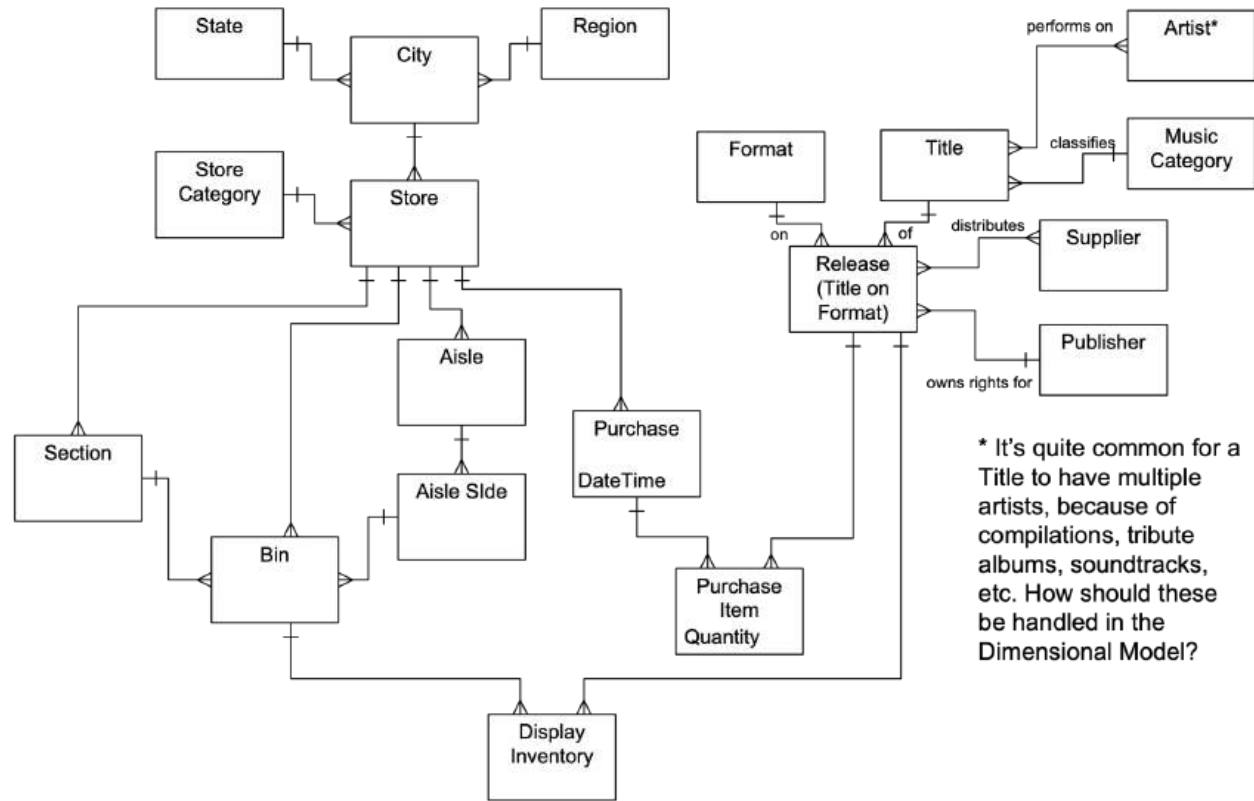 State
City
Region
performs on
Artist*
Store
Category
Store
Format
Title
classifies
Music
Category
on
of
distributes
Release
(Title on
Format)
Supplier
Publisher
owns rights for
Aisle
Section
Aisle SIde
Purchase
DateTime
Bin
Purchase
Item
Quantity
Display
Inventory
* It's quite common for a
Title to have multiple
artists, because of
compilations, tribute
albums, soundtracks,
etc. How should these
be handled in the
Dimensional Model?